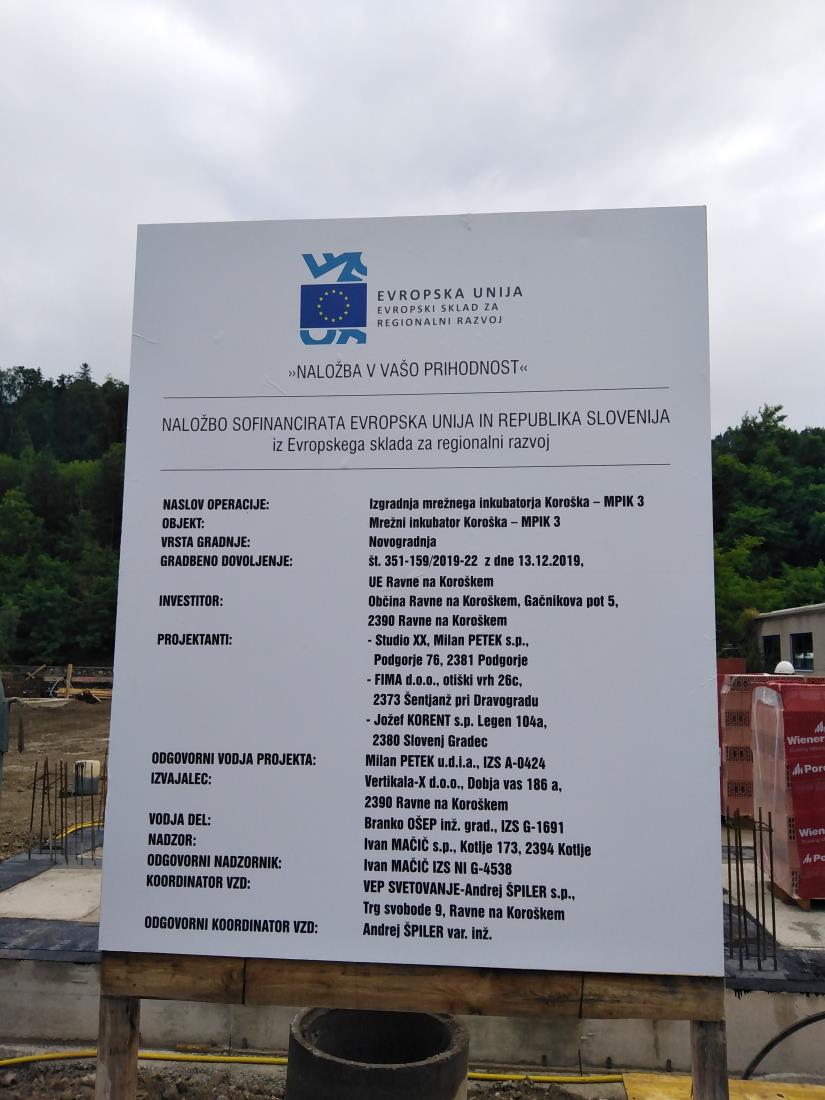 EVROPSKA UNIJA
EVROPSKI SKLAD ZA
REGIONALNI RAZVOJ
»NALOŽBA V VAŠO PRIHODNOST«
NALOŽBO SOFINANCIRATA EVROPSKA UNIJA IN REPUBLIKA SLOVENIJA
iz Evropskega sklada za regionalni razvoj
NASLOV OPERACIJE: Izgradnja mrežnega inkubatorja Koroška – MPIK 3
OBJEKT: Mrežni inkubator Koroška – MPIK 3
VRSTA GRADNJE: Novogradnja
GRADBENO DOVOLJENJE: št. 351-159/2019-22 z dne 13.12.2019,
UE Ravne na Koroškem
INVESTITOR: Občina Ravne na Koroškem, Gačnikova pot 5,
2390 Ravne na Koroškem
PROJEKTANTI: - Studio XX, Milan PETEK s.p.,
Podgorje 76, 2381 Podgorje
- FIMA d.o.o., otiški vrh 26c,
2373 Šentjanž pri Dravogradu
- Jožef KORENT s.p. Legen 104a,
2380 Slovenj Gradec
ODGOVORNI VODJA PROJEKTA: Milan PETEK u.d.i.a., IZS A-0424
IZVAJALEC: Vertikala-X d.o.o., Dobja vas 186 a,
2390 Ravne na Koroškem
VODJA DEL: Branko OŠEP inž. grad., IZS G-1691
NADZOR: Ivan MAČIČ s.p., Kotlje 173, 2394 Kotlje
ODGOVORNI NADZORNIK: Ivan MAČIČ IZS NI G-4538
KOORDINATOR VZD: VEP SVETOVANJE-Andrej ŠPILER s.p.,
Trg svobode 9, Ravne na Koroškem
ODGOVORNI KOORDINATOR VZD: Andrej ŠPILER var. inž.
Wiener
Poro
Wien
Po